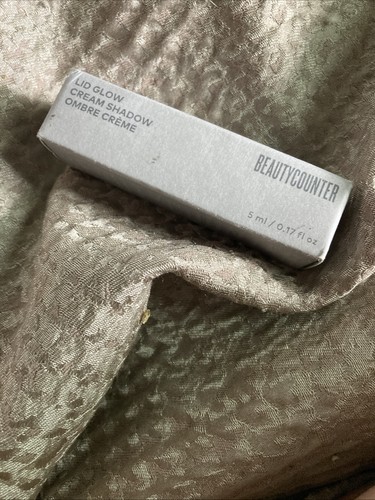 LID GLOW
CREAM SHADOW
OMBRE CRÈME
BEAUTYCOUNTER
5 ml / 0.17 fl oz